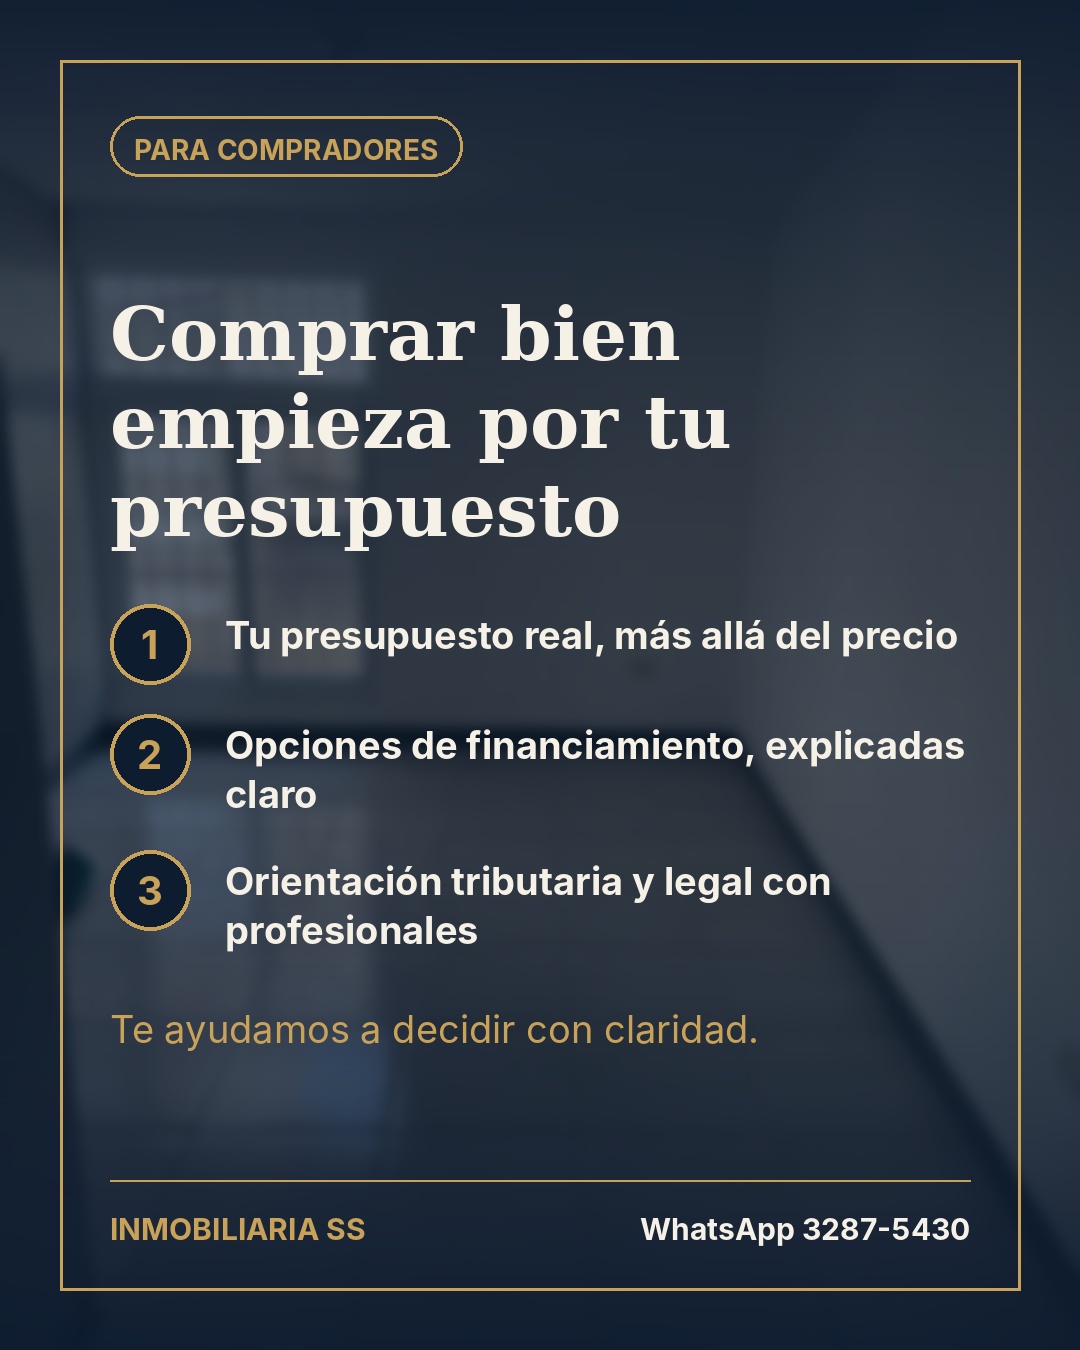 PARA COMPRADORES
Comprar bien
empieza por tu
presupuesto
1 Tu presupuesto real, más allá del precio
2 Opciones de financiamiento, explicadas
claro
3 Orientación tributaria y legal con
profesionales
Te ayudamos a decidir con claridad.
INMOBILIARIA SS WhatsApp 3287-5430